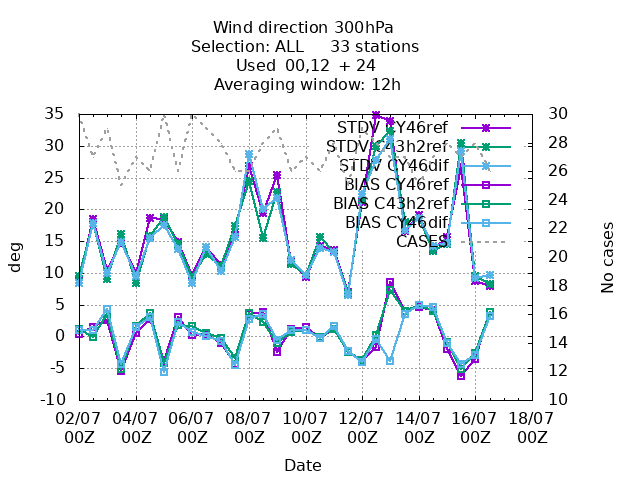 Wind direction 300hPa
Selection: ALL 33 stations
Used 00,12 + 24
Averaging window: 12h
35 30
30 28
25 26
20 24
15 22
10 20
5 18
0 16
-5 14
-10 12
10
deg
No cases
STDV CY46ref
STDV C43h2ref
STDV CY46dif
BIAS CY46ref
BIAS C43h2ref
BIAS CY46dif
CASES
02/07 04/07 06/07 08/07 10/07 12/07 14/07 16/07 18/07
00Z 00Z 00Z 00Z 00Z 00Z 00Z 00Z 00Z
Date